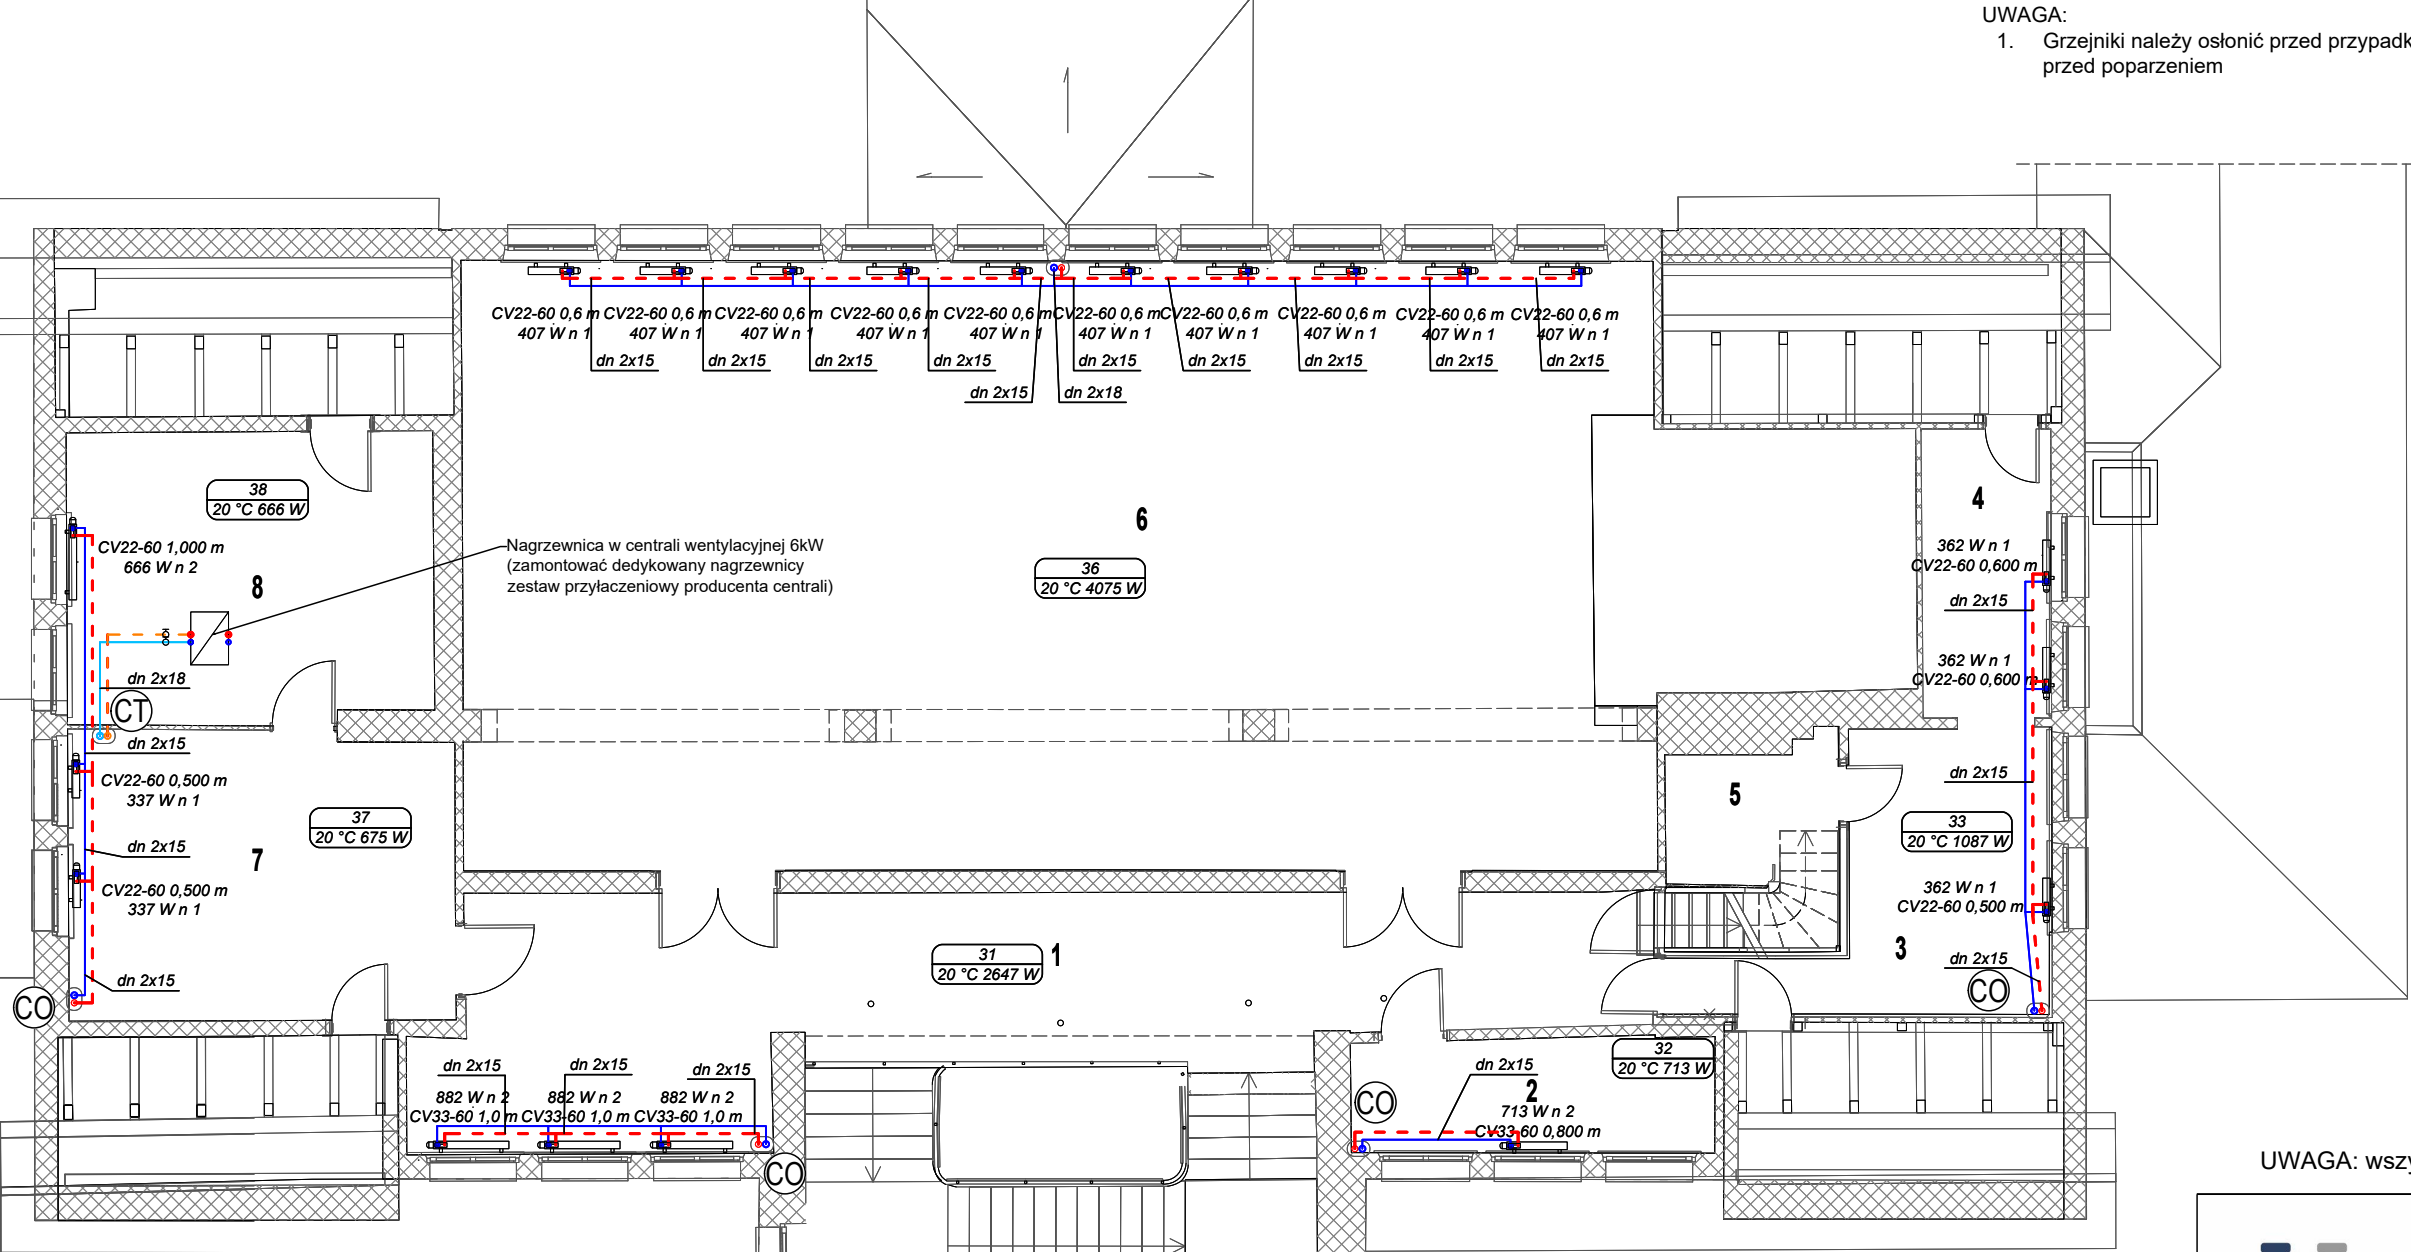 UWAGA:
1. Grzejniki należy osłonić przed przypadk
przed poparzeniem
CV22-60 0,6 m CV22-60 0,6 m CV22-60 0,6 m CV22-60 0,6 m CV22-60 0,6 m CV22-60 0,6 m CV22-60 0,6 m CV22-60 0,6 m CV22-60 0,6 m CV22-60 0,6 m
407 W n 1 407 W n 1 407 W n 1 407 W n 1 407 W n 1 407 W n 1 407 W n 1 407 W n 1 407 W n 1 407 W n 1
dn 2x15 dn 2x15 dn 2x15 dn 2x15 dn 2x15 dn 2x15 dn 2x15 dn 2x15 dn 2x15
dn 2x15 dn 2x18
38
20 °C 666 W
CV22-60 1,000 m
666 W n 2
8
Nagrzewnica w centrali wentylacyjnej 6kW
(zamontować dedykowany nagrzewnicy
zestaw przyłaczeniowy producenta centrali)
6
36
20 °C 4075 W
4
362 W n 1
CV22-60 0,600 m
dn 2x15
362 W n 1
CV22-60 0,600 m
dn 2x18
CT
dn 2x15
CV22-60 0,500 m
337 W n 1
37
20 °C 675 W
dn 2x15
7
CV22-60 0,500 m
337 W n 1
dn 2x15
CO
5
dn 2x15
33
20 °C 1087 W
362 W n 1
CV22-60 0,500 m
3
dn 2x15
CO
31
20 °C 2647 W
1
dn 2x15 dn 2x15 dn 2x15
882 W n 2 882 W n 2 882 W n 2
CV33-60 1,0 m CV33-60 1,0 m CV33-60 1,0 m
CO
32
20 °C 713 W
dn 2x15
2
CO
713 W n 2
CV33-60 0,800 m
UWAGA: wszy